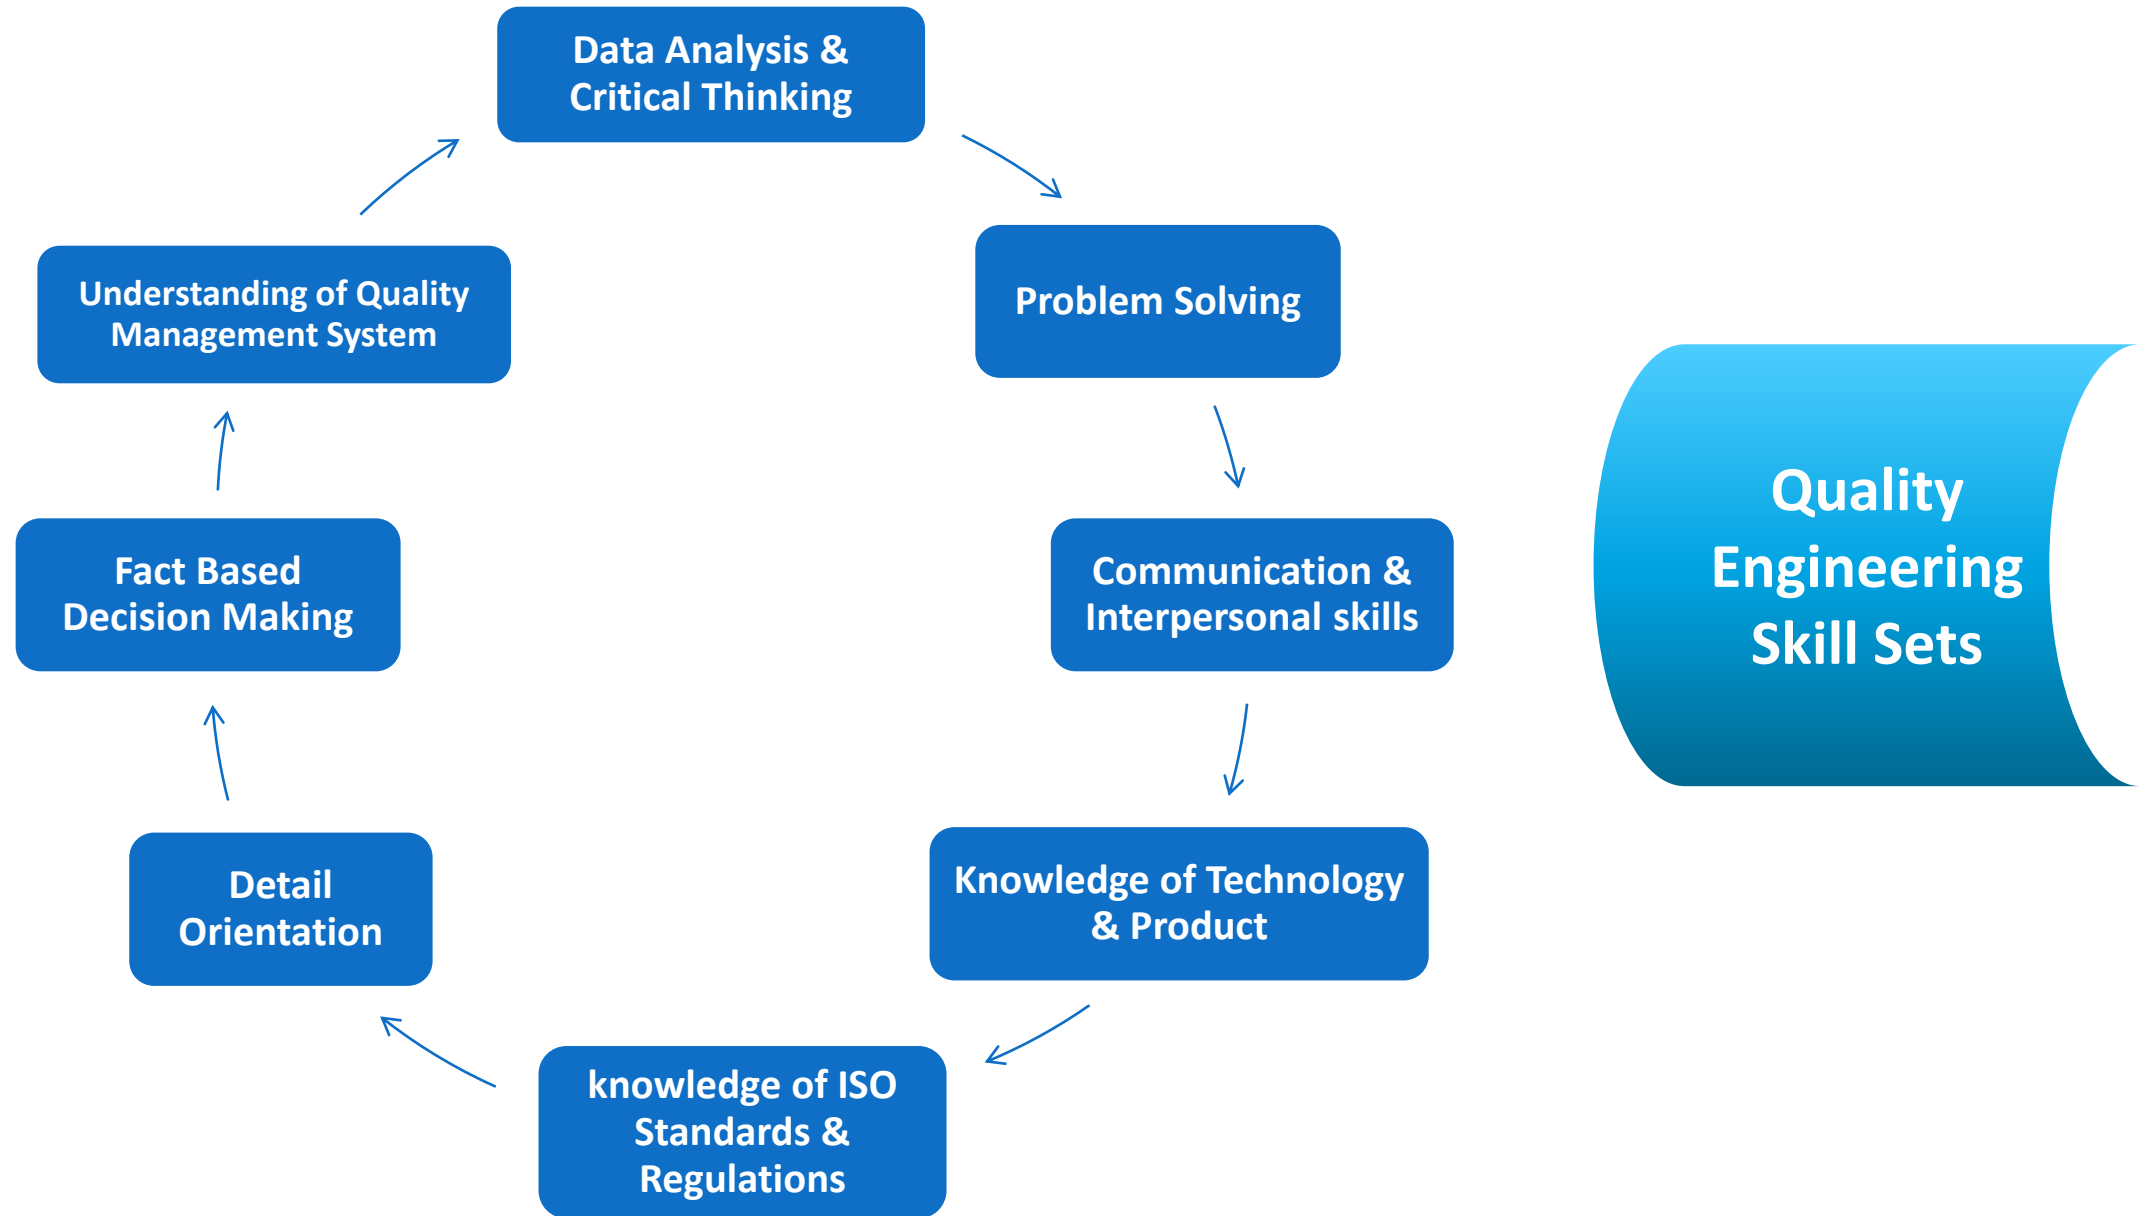 Data Analysis &
Critical Thinking
Problem Solving
Communication &
Interpersonal skills
Knowledge of Technology
& Product
knowledge of ISO
Standards &
Regulations
Detail
Orientation
Fact Based
Decision Making
Understanding of Quality
Management System
Quality
Engineering
Skill Sets